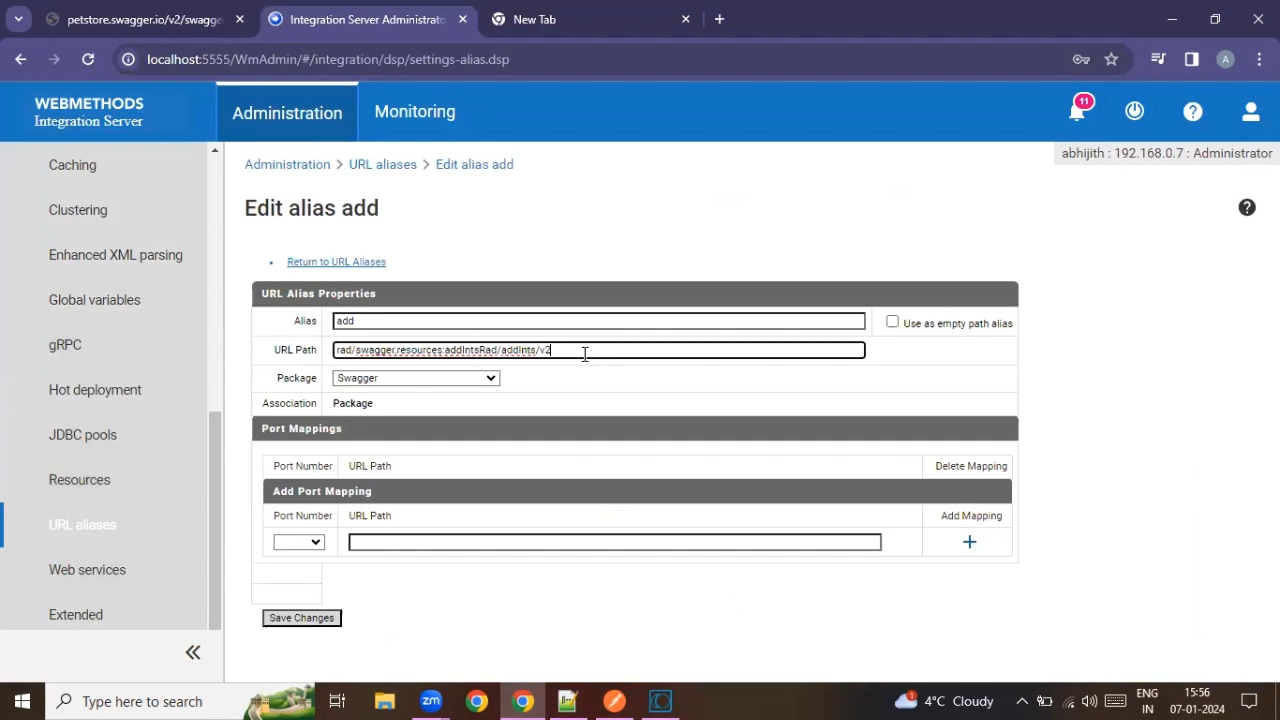 petstore.swagger.io/v2/swagger
Integration Server Administrato
New Tab
localhost:5555/WmAdmin/#/integration/dsp/settings-alias.dsp
A
WEBMETHODS
Integration Server
Administration
Monitoring
11
abhijith : 192.168.0.7 : Administrator
Caching
Clustering
Enhanced XML parsing
Global variables
gRPC
Hot deployment
JDBC pools
Resources
URL aliases
Web services
Extended
Administration > URL aliases > Edit alias add
Edit alias add
Return to URL Aliases
URL Alias Properties
Alias add Use as empty path alias
URL Path rad/swagger.resources:addIntsRad/addInts/v2
Package Swagger
Association Package
Port Mappings
Port Number URL Path Delete Mapping
Add Port Mapping
Port Number URL Path Add Mapping
Save Changes
Type here to search
zm
1
4°C Cloudy
ENG
IN
15:56
07-01-2024